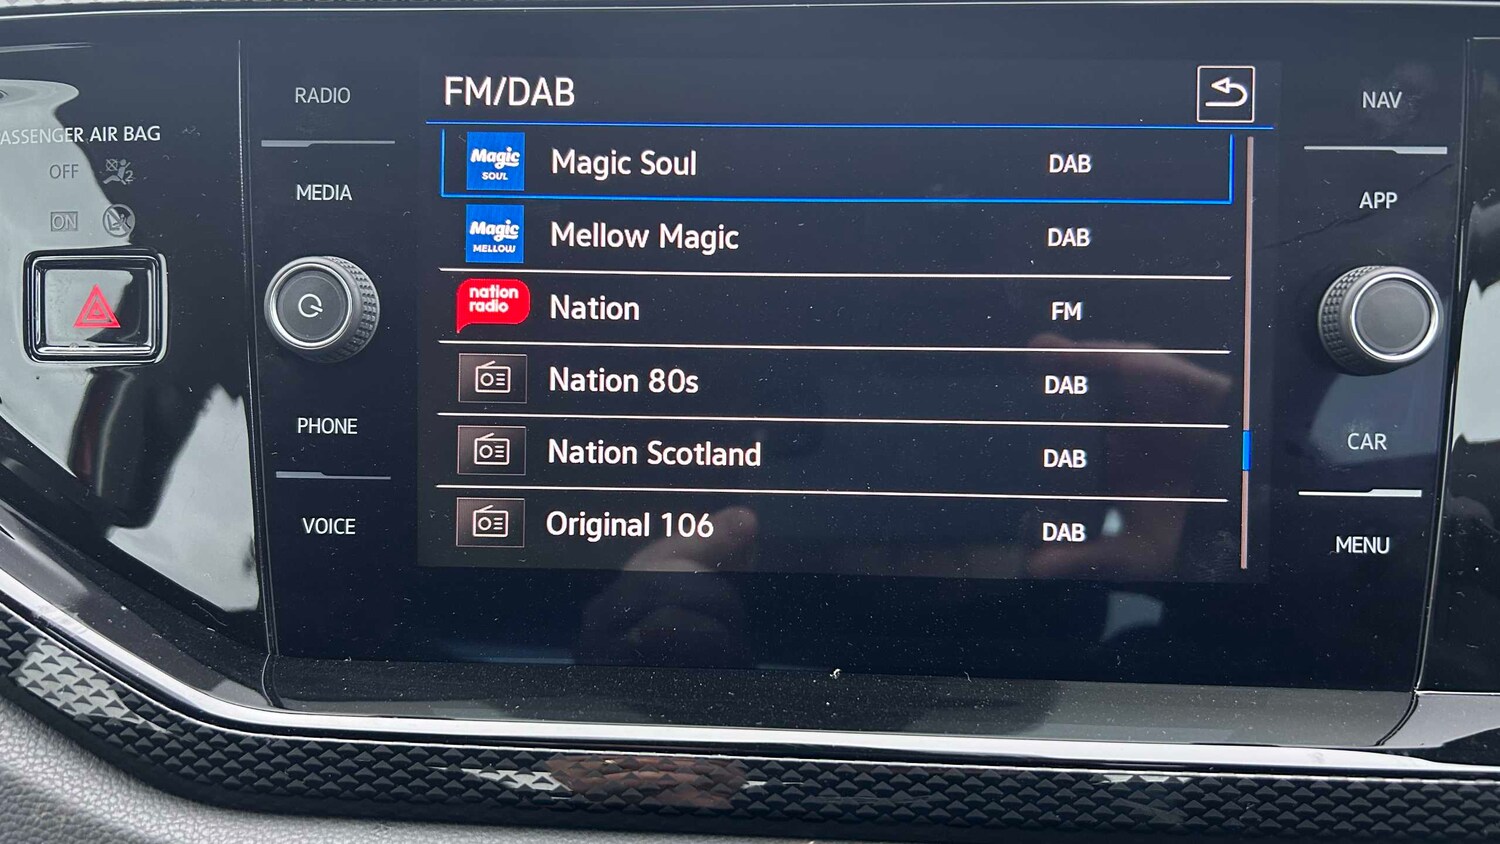 ASSENGER AIR BAG
OFF
2
ON
RADIO
MEDIA
PHONE
VOICE
FM/DAB
Magic
SOUL
Magic Soul
DAB
Magic
MELLOW
Mellow Magic
DAB
nation
radio
Nation
FM
Nation 80s
DAB
Nation Scotland
DAB
Original 106
DAB
NAV
APP
CAR
MENU